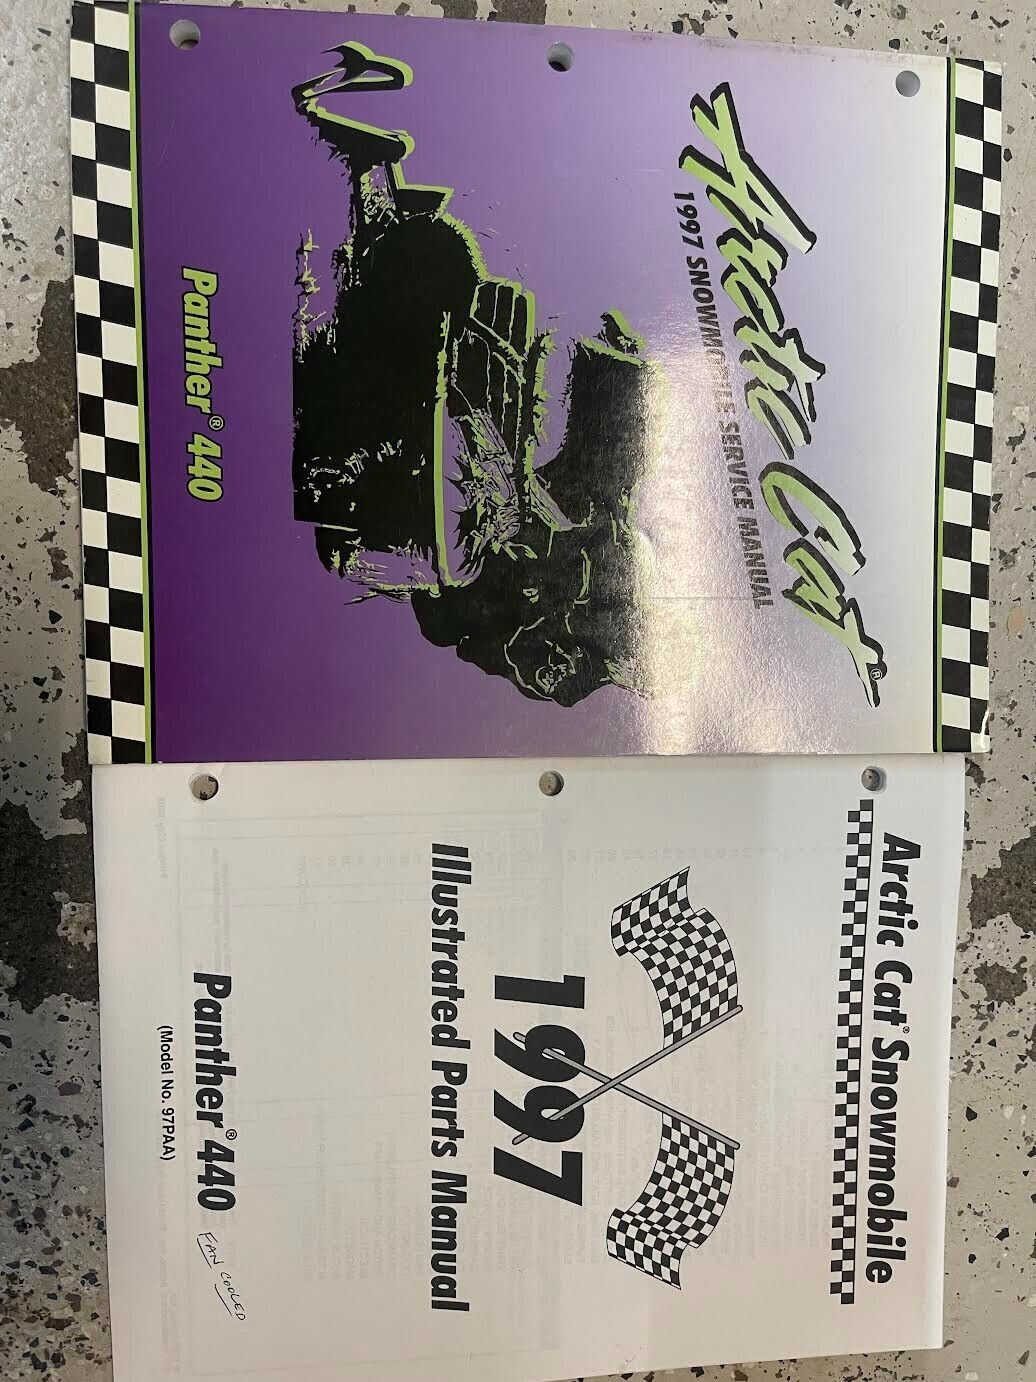 Arctic Cat®
1997 SNOWMOBILE SERVICE MANUAL
Panther® 440
Arctic Cat® Snowmobile
1997
Illustrated Parts Manual
Panther® 440
(Model No. 97PAA)
FAN COOLED